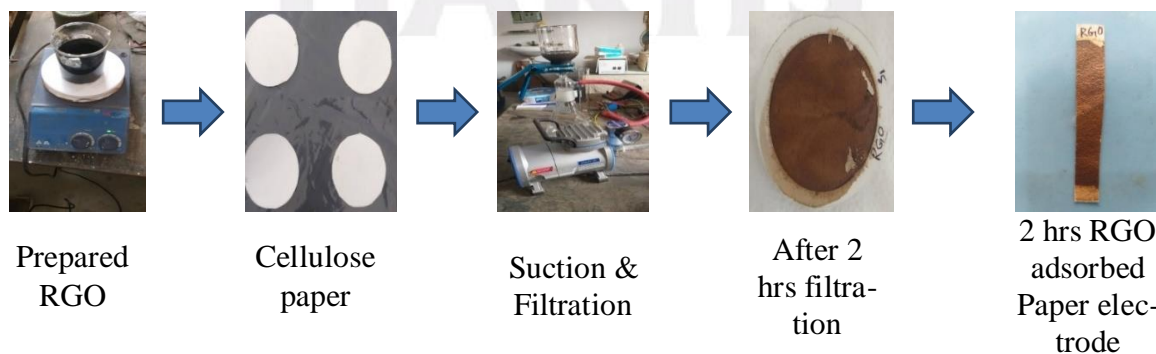 RGO
RGO
Prepared
RGO
Cellulose
paper
Suction &
Filtration
After 2
hrs filtra-
tion
2 hrs RGO
adsorbed
Paper elec-
trode